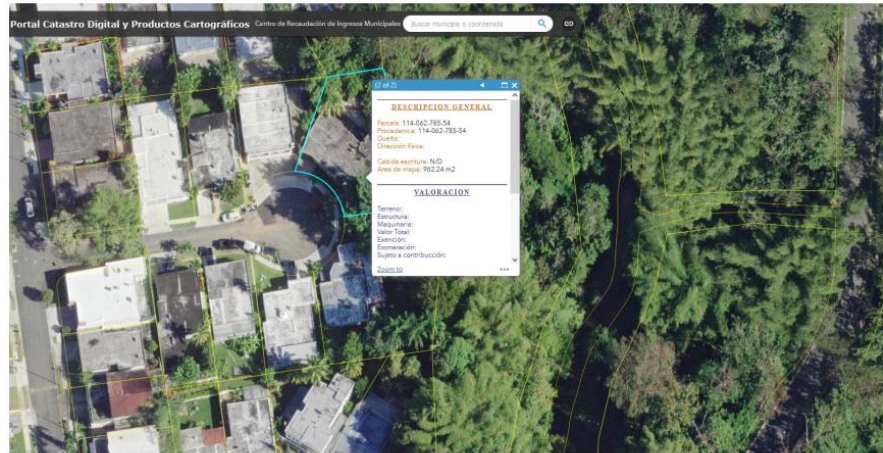 Portal Catastro Digital y Productos Cartográficos Centro de Recaudación de Ingresos Municipales Buscar municipio o coordenada
(2 of 2)
DESCRIPCION GENERAL
Parcela: 114-062-785-54
Procedencia: 114-062-785-54
Dueño:
Dirección física:
Cabida escritura: N/D
Area de mapa: 962.24 m2
VALORACION
Terreno:
Estructura:
Maquinaria:
Valor Total:
Exención:
Exoneración:
Sujeto a contribucción:
Zoom to